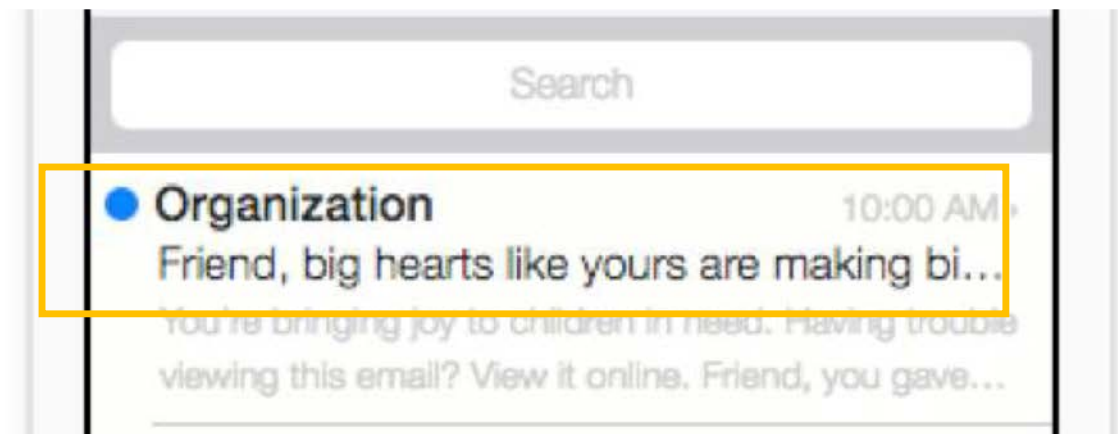 Search
Organization 10:00 AM
Friend, big hearts like yours are making bi...
You're bringing joy to children in need. Having trouble
viewing this email? View it online. Friend, you gave...